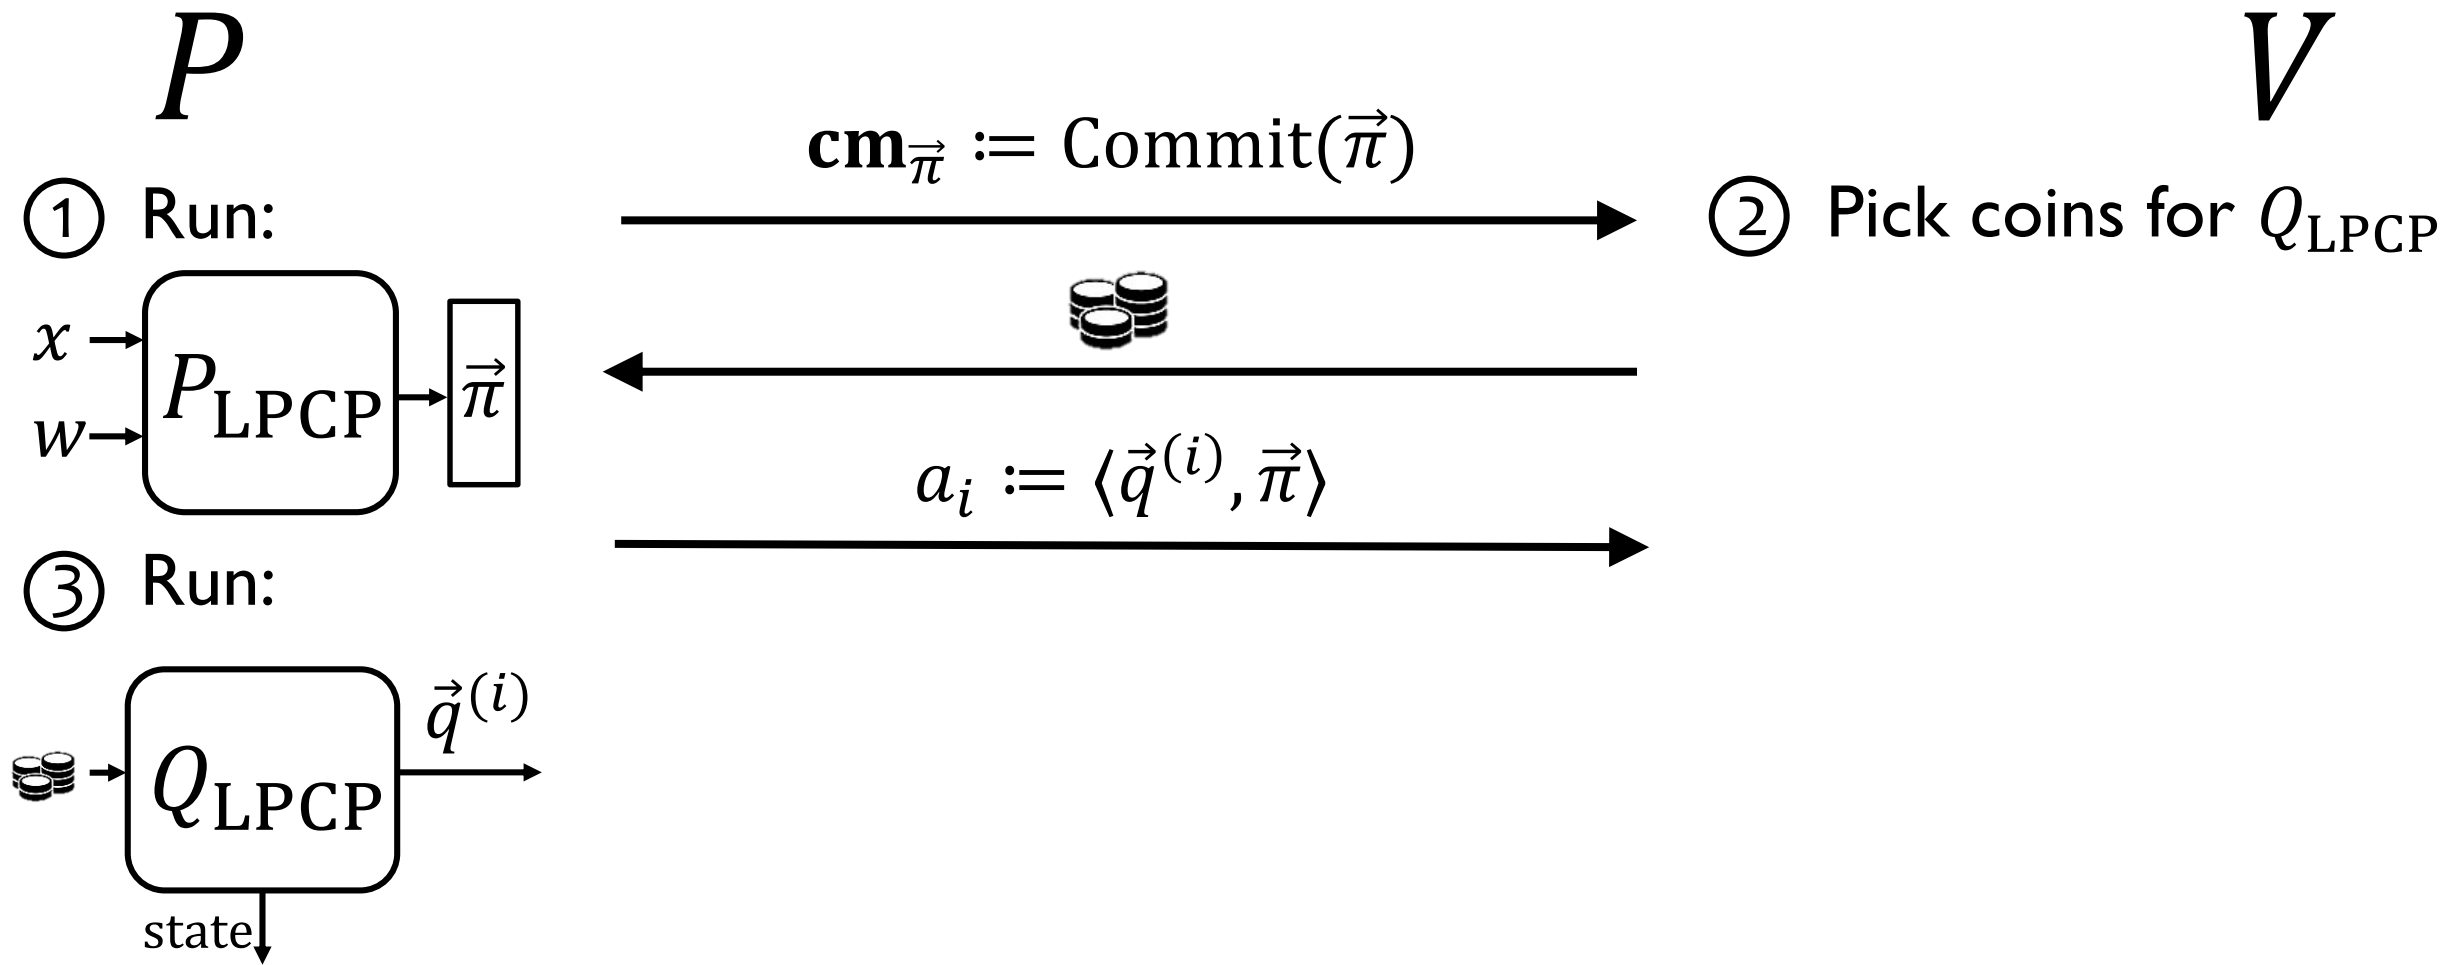 P
V
cm_π⃗ := Commit(π⃗)
① Run:
② Pick coins for Q_LPCP
x
w
P_LPCP
π⃗
a_i := ⟨q⃗^(i), π⃗⟩
③ Run:
q⃗^(i)
Q_LPCP
state